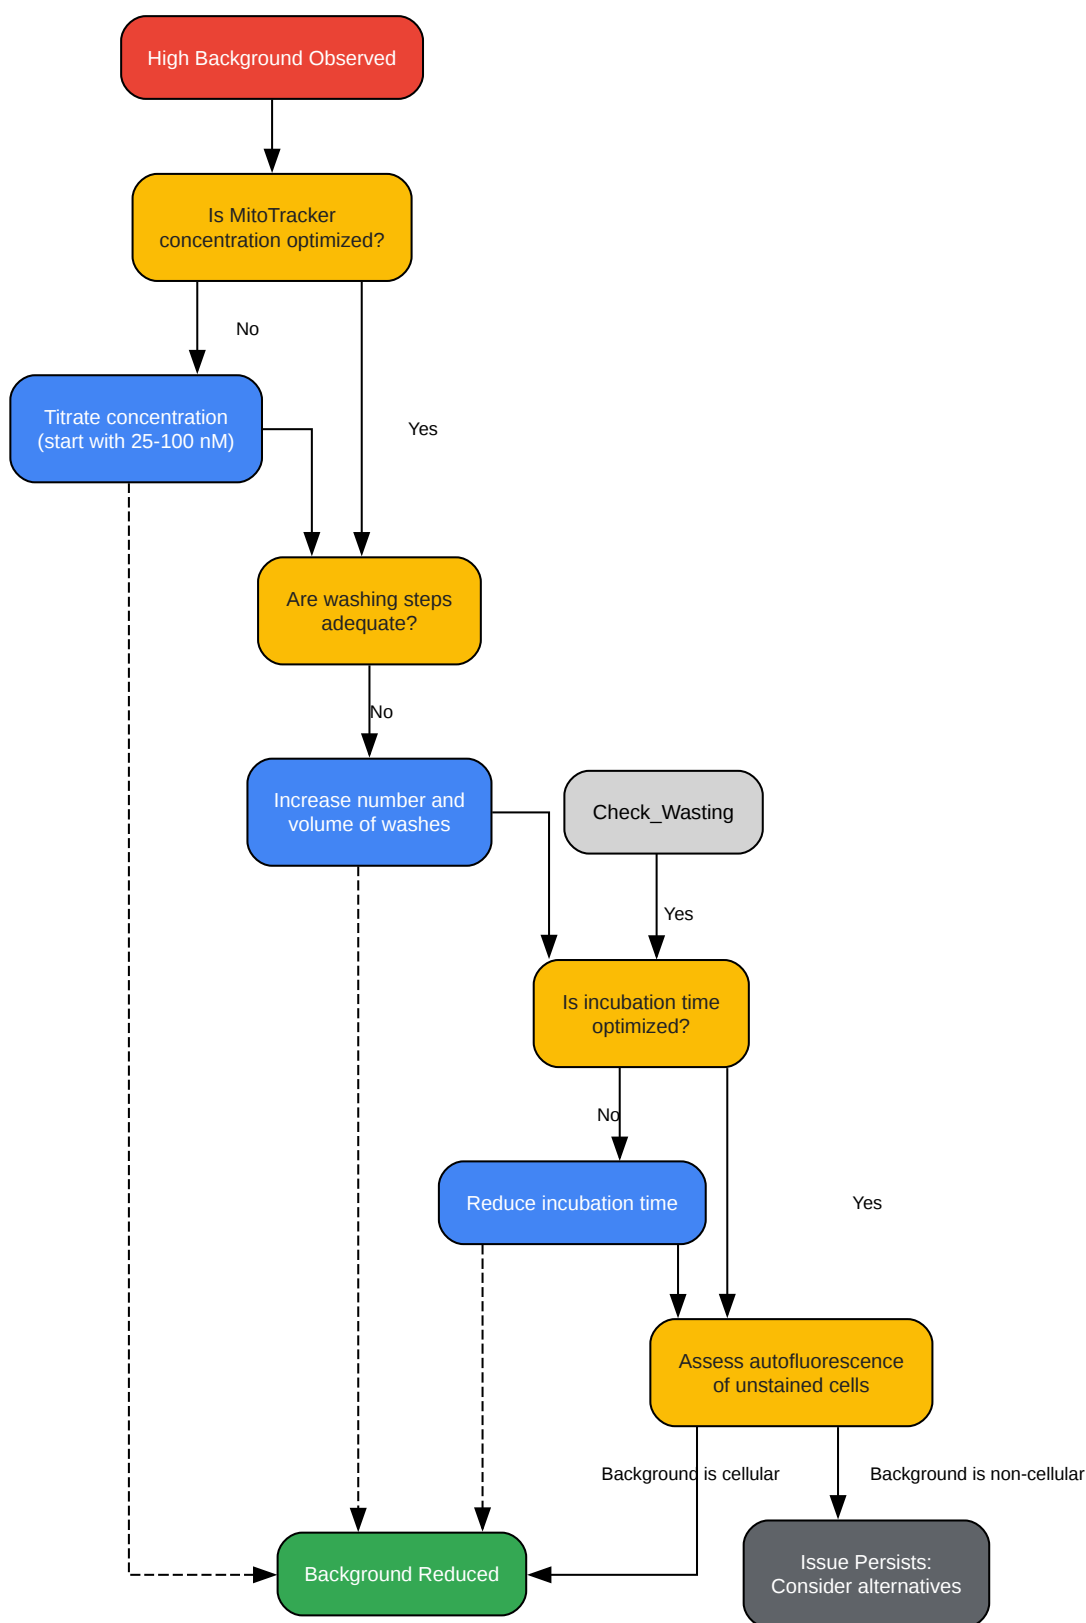 High Background Observed
Is MitoTracker
concentration optimized?
No
Titrate concentration
(start with 25-100 nM)
Yes
Are washing steps
adequate?
No
Increase number and
volume of washes
Check_Wasting
Yes
Is incubation time
optimized?
No
Reduce incubation time
Yes
Assess autofluorescence
of unstained cells
Background is cellular
Background is non-cellular
Background Reduced
Issue Persists:
Consider alternatives